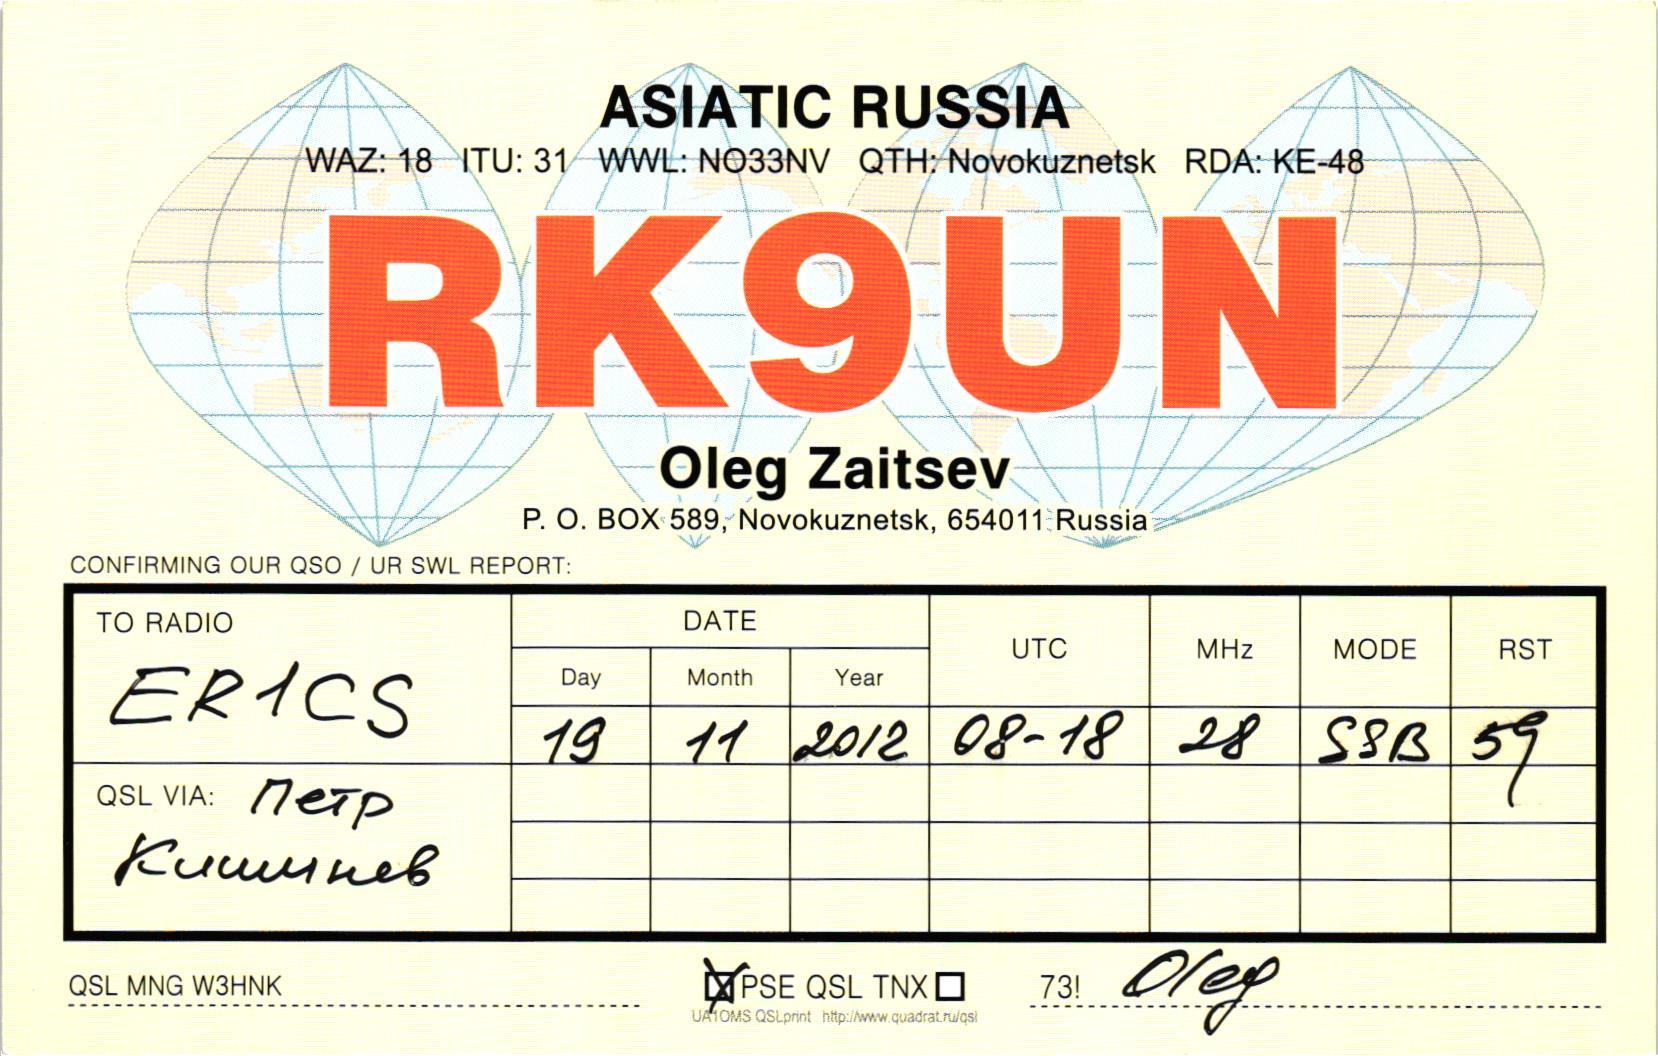 ASIATIC RUSSIA
WAZ: 18 ITU: 31 WWL: NO33NV QTH: Novokuznetsk RDA: KE-48
RK9UN
Oleg Zaitsev
P. O. BOX 589, Novokuznetsk, 654011 Russia
CONFIRMING OUR QSO / UR SWL REPORT:
TO RADIO DATE UTC MHz MODE RST
Day Month Year
ER1CS 19 11 2012 08-18 28 SSB 59
QSL VIA: Петр
Кишинев
QSL MNG W3HNK PSE QSL TNX 73! Oleg
UA1OMS QSLprint http://www.quadrat.ru/qsl